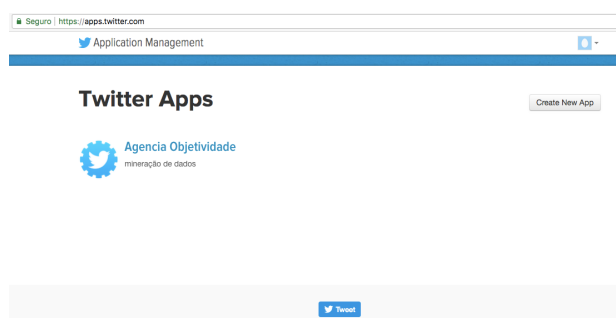 Seguro | https://apps.twitter.com
Application Management
Twitter Apps
Create New App
Agencia Objetividade
mineração de dados
Tweet